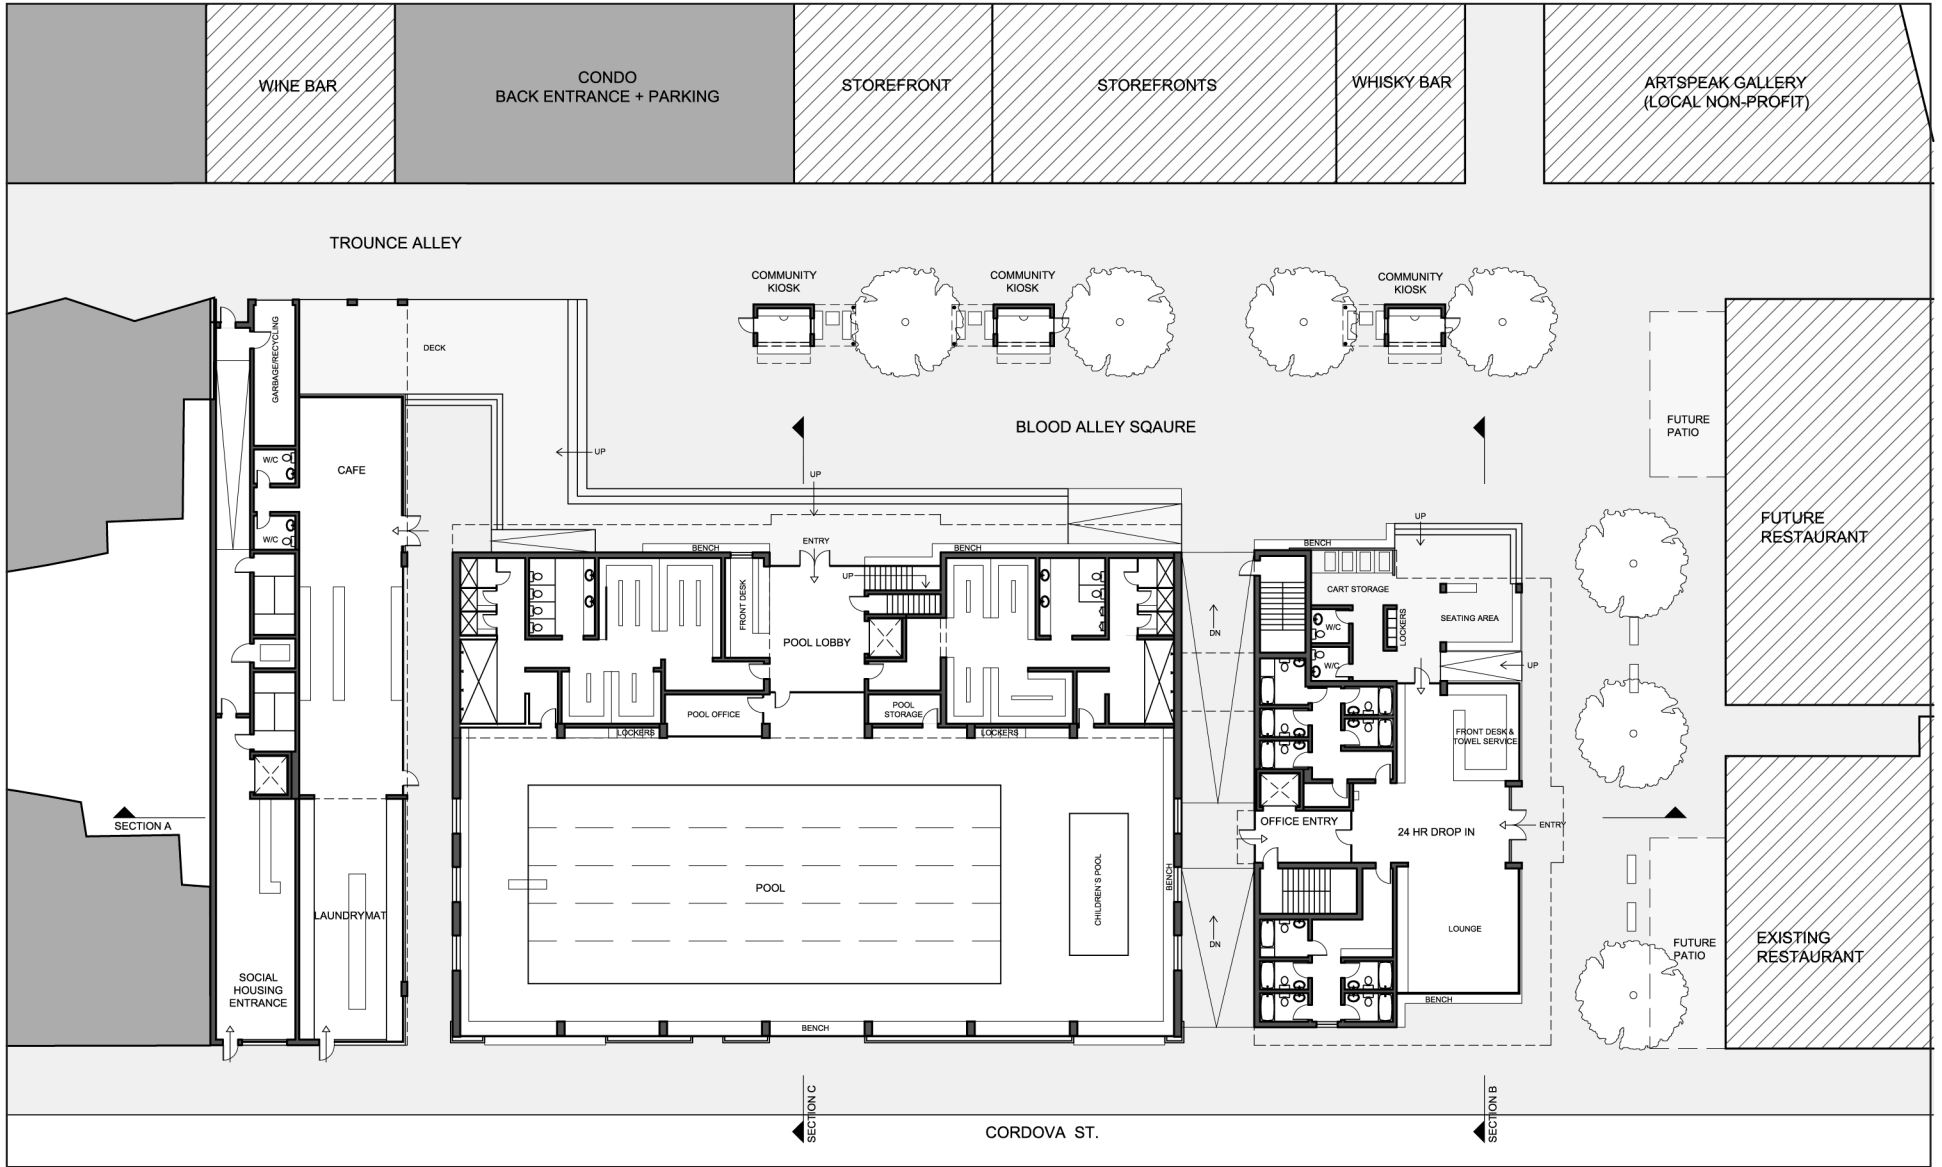 WINE BAR
CONDO
BACK ENTRANCE + PARKING
STOREFRONT
STOREFRONTS
WHISKY BAR
ARTSPEAK GALLERY
(LOCAL NON-PROFIT)
TROUNCE ALLEY
COMMUNITY
KIOSK
COMMUNITY
KIOSK
COMMUNITY
KIOSK
GARBAGE/RECYCLING
DECK
FUTURE
PATIO
BLOOD ALLEY SQAURE
UP
W/C
CAFE
UP
W/C
UP
FUTURE
RESTAURANT
BENCH
ENTRY
BENCH
BENCH
UP
FRONT DESK
POOL LOBBY
CART STORAGE
W/C
LOCKERS
SEATING AREA
DN
W/C
UP
POOL OFFICE
POOL
STORAGE
LOCKERS
LOCKERS
FRONT DESK &
TOWEL SERVICE
SECTION A
OFFICE ENTRY
24 HR DROP IN
ENTRY
POOL
CHILDREN'S POOL
BENCH
LAUNDRYMAT
LOUNGE
DN
FUTURE
PATIO
EXISTING
RESTAURANT
SOCIAL
HOUSING
ENTRANCE
BENCH
BENCH
SECTION C
SECTION B
CORDOVA ST.